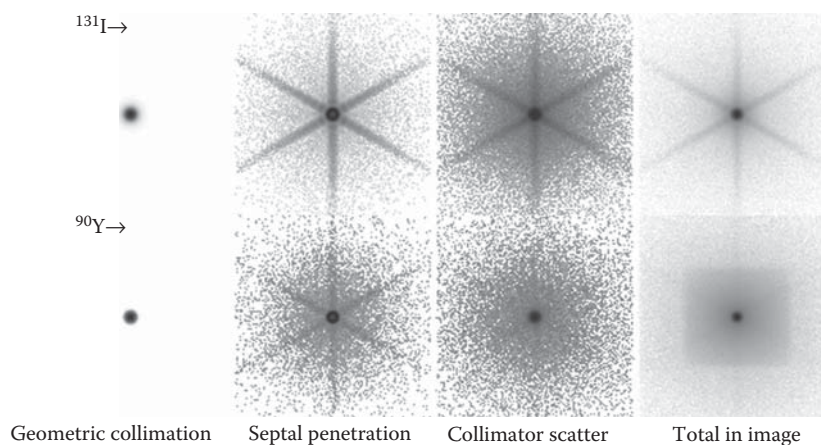 ¹³¹I→
⁹⁰Y→
Geometric collimation Septal penetration Collimator scatter Total in image